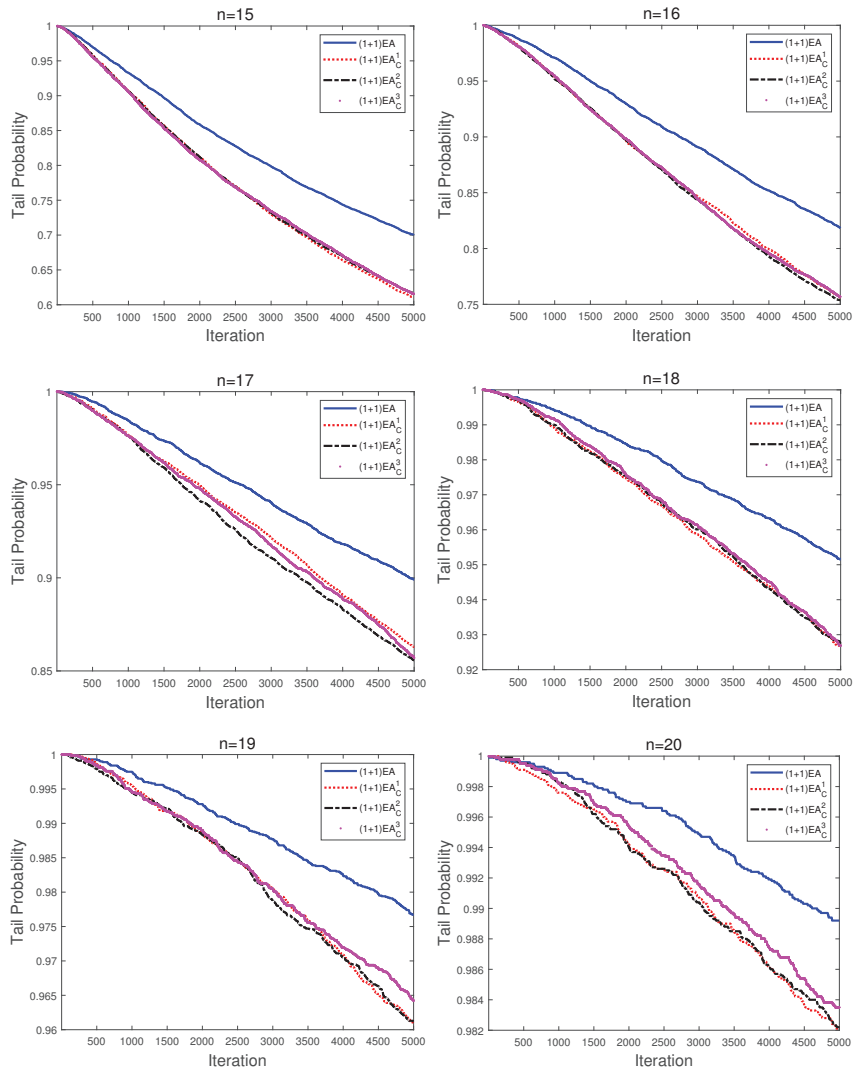 n=15
1
0.95
0.9
0.85
0.8
0.75
0.7
0.65
0.6
Tail Probability
(1+1)EA
(1+1)EA_C^1
(1+1)EA_C^2
(1+1)EA_C^3
500 1000 1500 2000 2500 3000 3500 4000 4500 5000
Iteration
n=16
1
0.95
0.9
0.85
0.8
0.75
Tail Probability
(1+1)EA
(1+1)EA_C^1
(1+1)EA_C^2
(1+1)EA_C^3
500 1000 1500 2000 2500 3000 3500 4000 4500 5000
Iteration
n=17
1
0.95
0.9
0.85
Tail Probability
(1+1)EA
(1+1)EA_C^1
(1+1)EA_C^2
(1+1)EA_C^3
500 1000 1500 2000 2500 3000 3500 4000 4500 5000
Iteration
n=18
1
0.99
0.98
0.97
0.96
0.95
0.94
0.93
0.92
Tail Probability
(1+1)EA
(1+1)EA_C^1
(1+1)EA_C^2
(1+1)EA_C^3
500 1000 1500 2000 2500 3000 3500 4000 4500 5000
Iteration
n=19
1
0.995
0.99
0.985
0.98
0.975
0.97
0.965
0.96
Tail Probability
(1+1)EA
(1+1)EA_C^1
(1+1)EA_C^2
(1+1)EA_C^3
500 1000 1500 2000 2500 3000 3500 4000 4500 5000
Iteration
n=20
1
0.998
0.996
0.994
0.992
0.99
0.988
0.986
0.984
0.982
Tail Probability
(1+1)EA
(1+1)EA_C^1
(1+1)EA_C^2
(1+1)EA_C^3
500 1000 1500 2000 2500 3000 3500 4000 4500 5000
Iteration